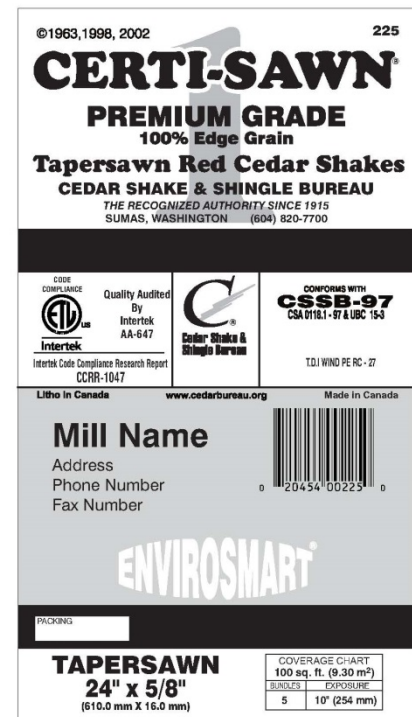 ©1963,1998, 2002 225
1
CERTI-SAWN®
PREMIUM GRADE
100% Edge Grain
Tapersawn Red Cedar Shakes
CEDAR SHAKE & SHINGLE BUREAU
THE RECOGNIZED AUTHORITY SINCE 1915
SUMAS, WASHINGTON (604) 820-7700
CODE
COMPLIANCE
ETL US
Intertek
Quality Audited
By
Intertek
AA-647
Intertek Code Compliance Research Report
CCRR-1047
C®
Cedar Shake &
Shingle Bureau
CONFORMS WITH
CSSB-97
CSA 0118.1 - 97 & UBC 15-3
T.D.I WIND PE RC - 27
Litho in Canada www.cedarbureau.org Made in Canada
Mill Name
Address
Phone Number
Fax Number
0 20454 00225 0
ENVIROSMART®
PACKING
TAPERSAWN
24" x 5/8"
(610.0 mm X 16.0 mm)
COVERAGE CHART
100 sq. ft. (9.30 m²)
BUNDLES EXPOSURE
5 10" (254 mm)